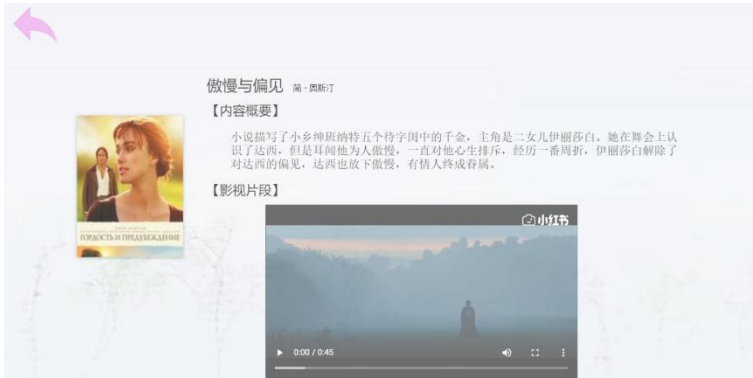 傲慢与偏见 简·奥斯汀
【内容概要】
小说描写了小乡绅班纳特五个待字闺中的千金，主角是二女儿伊丽莎白。她在舞会上认
识了达西，但是耳闻他为人傲慢，一直对他心生排斥，经历一番周折，伊丽莎白解除了
对达西的偏见，达西也放下傲慢，有情人终成眷属。
ГОРДОСТЬ И ПРЕДУБЕЖДЕНИЕ
【影视片段】
小红书
0:00 / 0:45